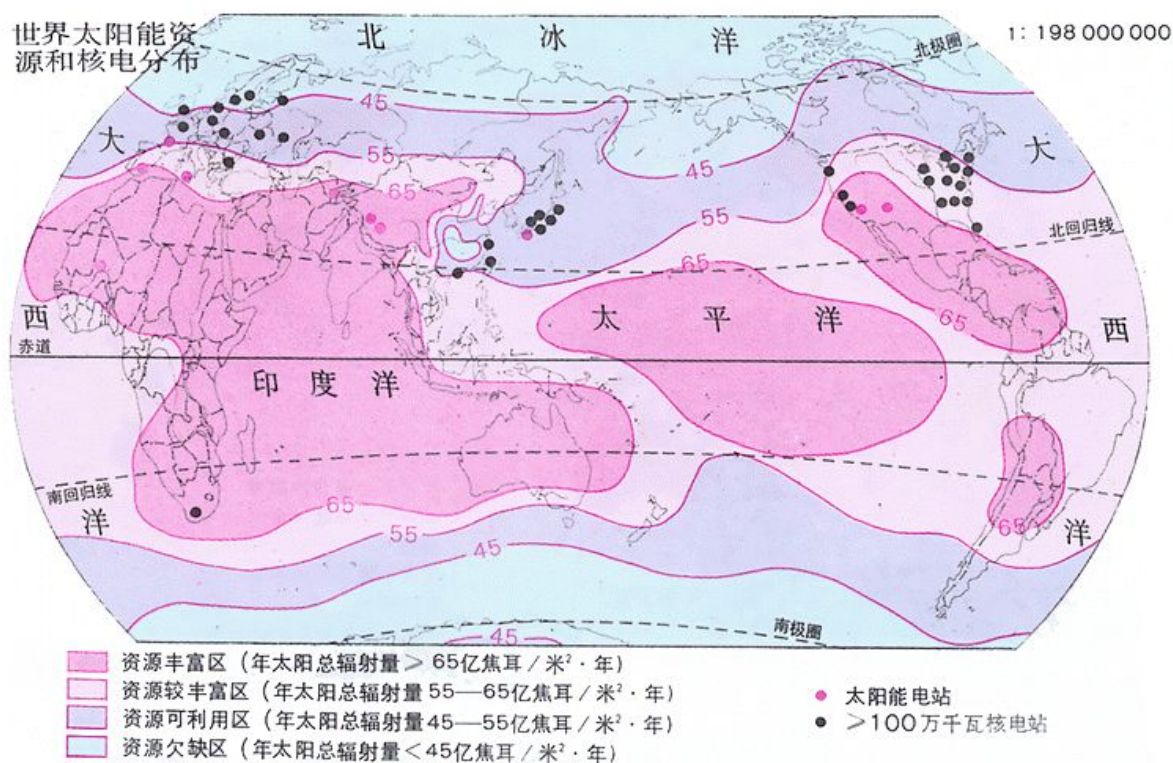 世界太阳能资
源和核电分布
1: 198 000 000
北冰洋
北极圈
大
大
45
45
55
55
65
65
北回归线
西
太平洋
65
西
赤道
印度洋
南回归线
洋
65
65
洋
55
45
南极圈
45
资源丰富区（年太阳总辐射量⩾65亿焦耳/米²·年）
资源较丰富区（年太阳总辐射量55—65亿焦耳/米²·年）
资源可利用区（年太阳总辐射量45—55亿焦耳/米²·年）
资源欠缺区（年太阳总辐射量<45亿焦耳/米²·年）
太阳能电站
⩾100万千瓦核电站